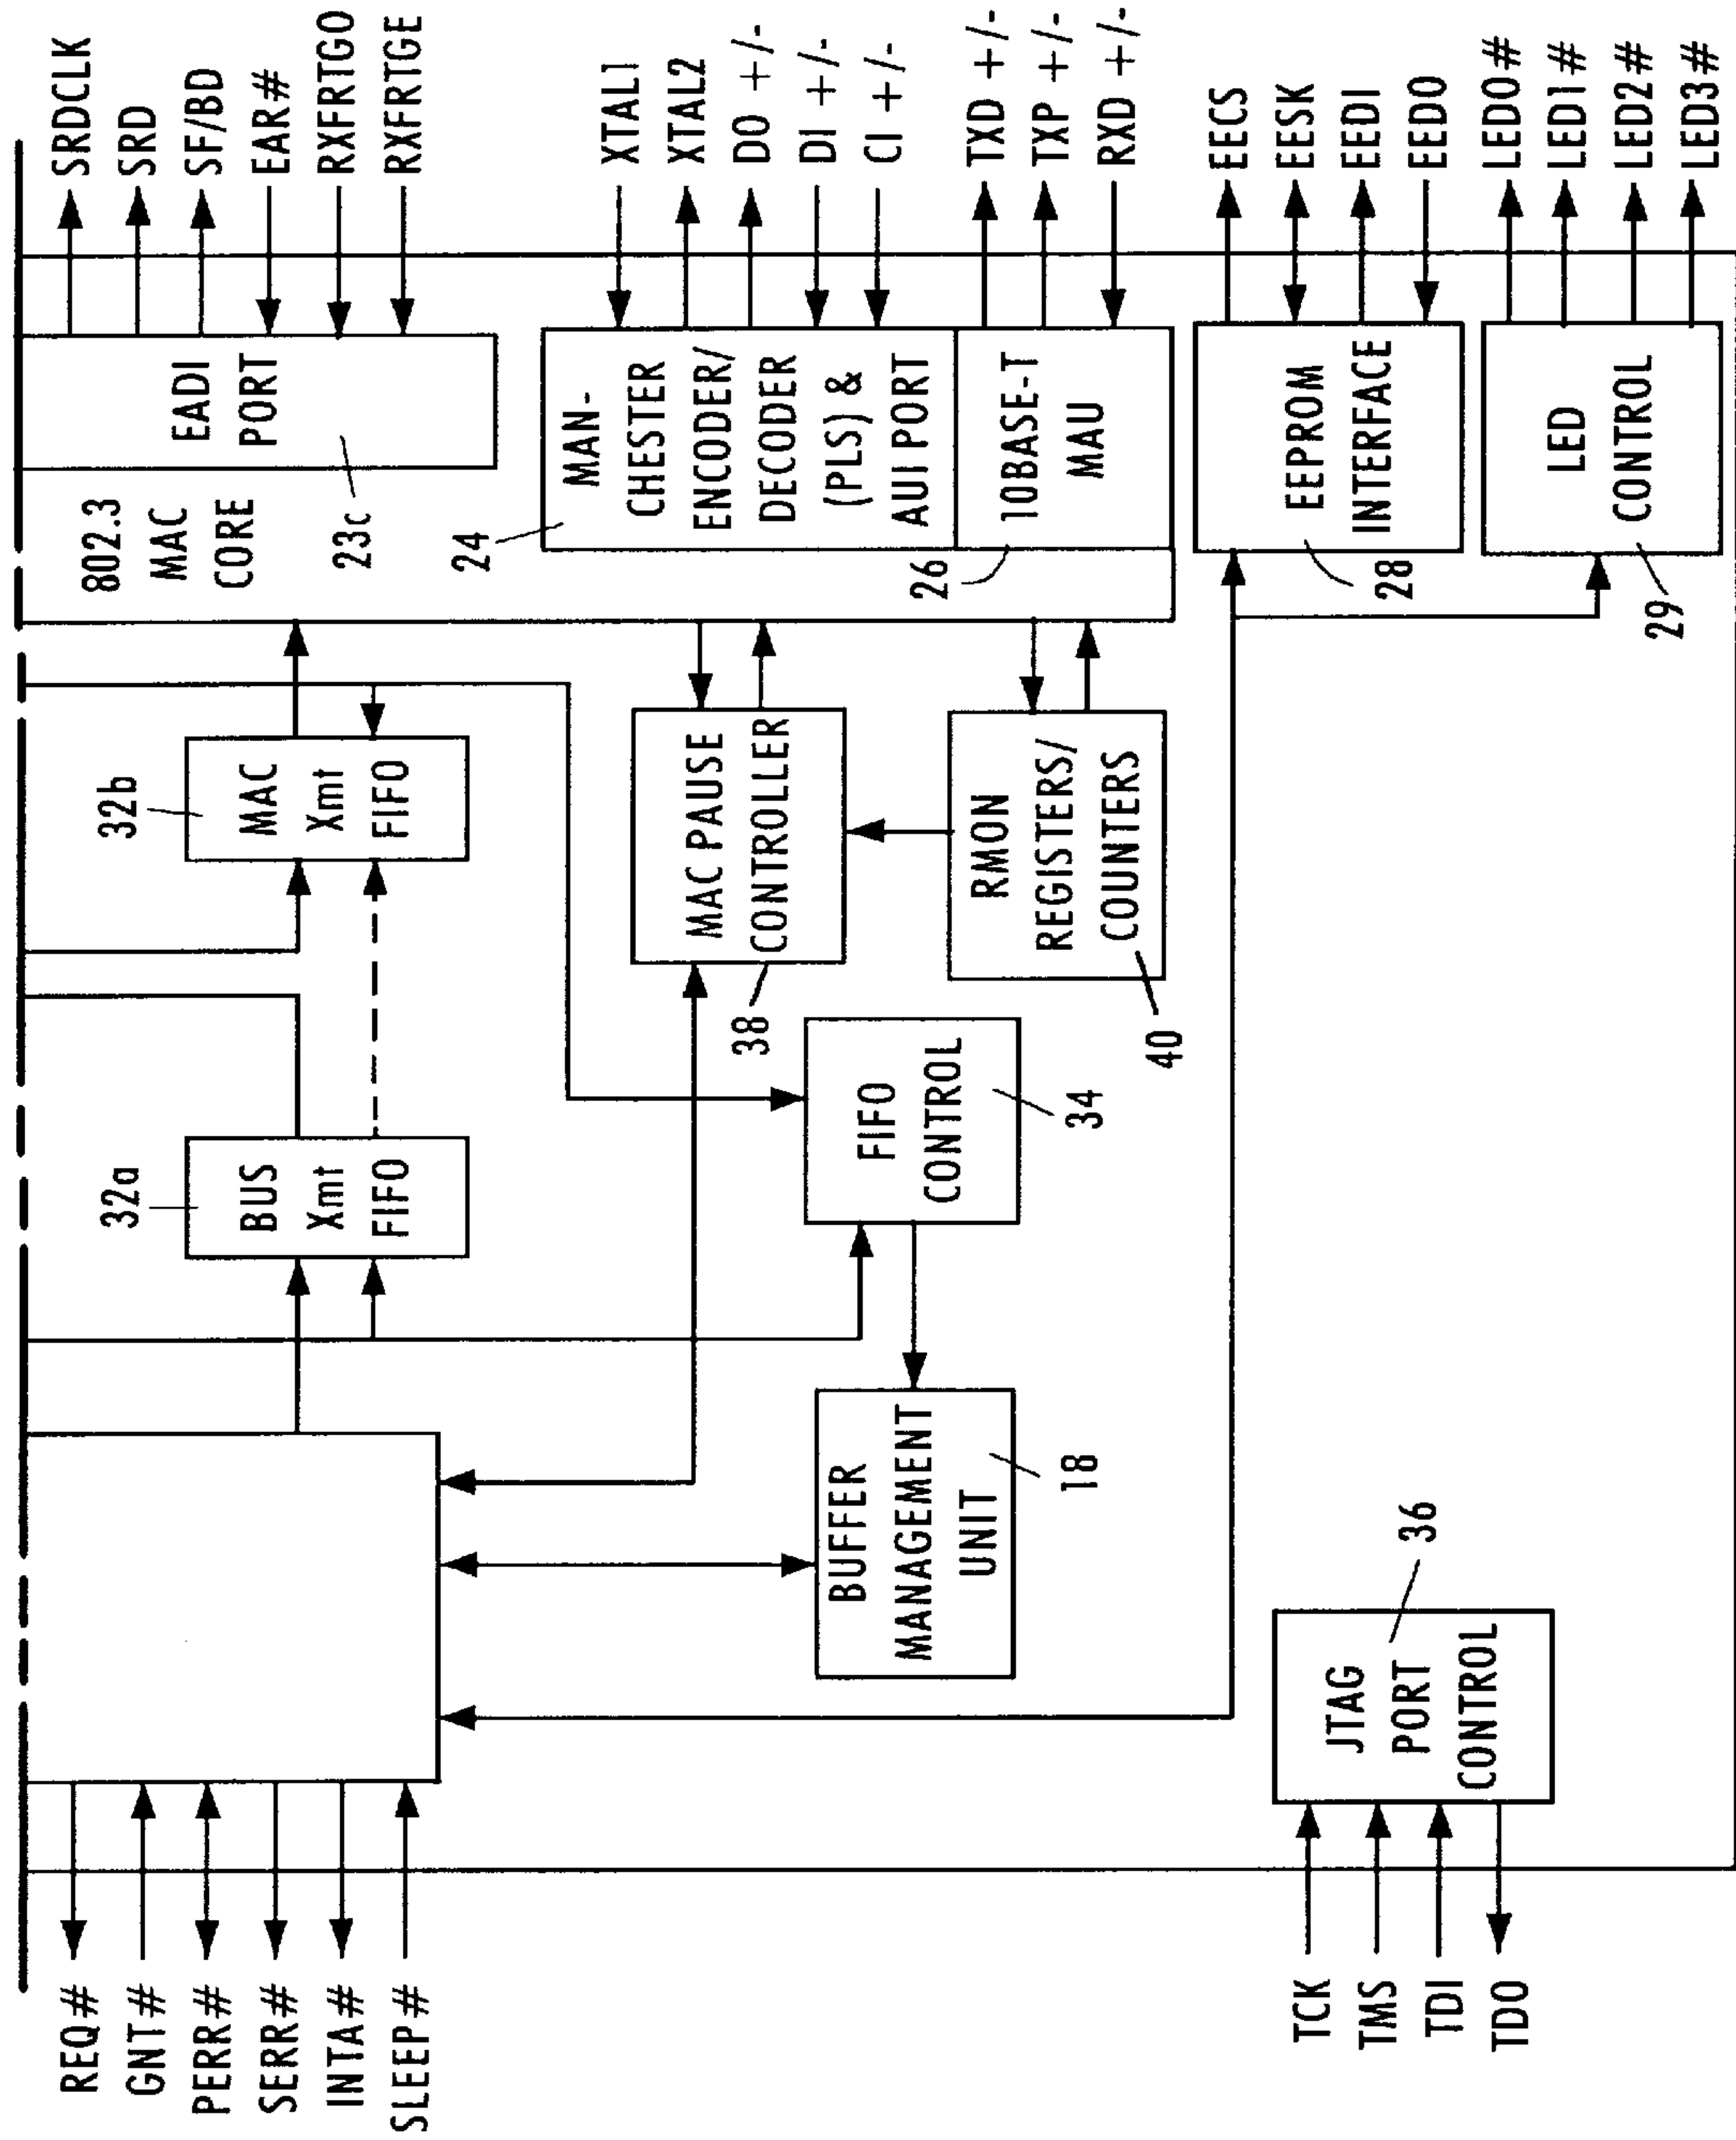 REQ#
GNT#
PERR#
SERR#
INTA#
SLEEP#
TCK
TMS
TDI
TDO
JTAG
PORT
CONTROL
36
BUFFER
MANAGEMENT
UNIT
18
32a
BUS
Xmt
FIFO
FIFO
CONTROL
34
32b
MAC
Xmt
FIFO
MAC PAUSE
CONTROLLER
38
RMON
REGISTERS/
COUNTERS
40
802.3
MAC
CORE
EADI
PORT
23c
24
MAN-
CHESTER
ENCODER/
DECODER
(PLS) &
AUI PORT
26
10BASE-T
MAU
EEPROM
INTERFACE
28
LED
CONTROL
29
SRDCLK
SRD
SF/BD
EAR#
RXFRTGO
RXFRTGE
XTAL1
XTAL2
DO +/-
DI +/-
CI +/-
TXD +/-
TXP +/-
RXD +/-
EECS
EESK
EEDI
EEDO
LED0#
LED1#
LED2#
LED3#